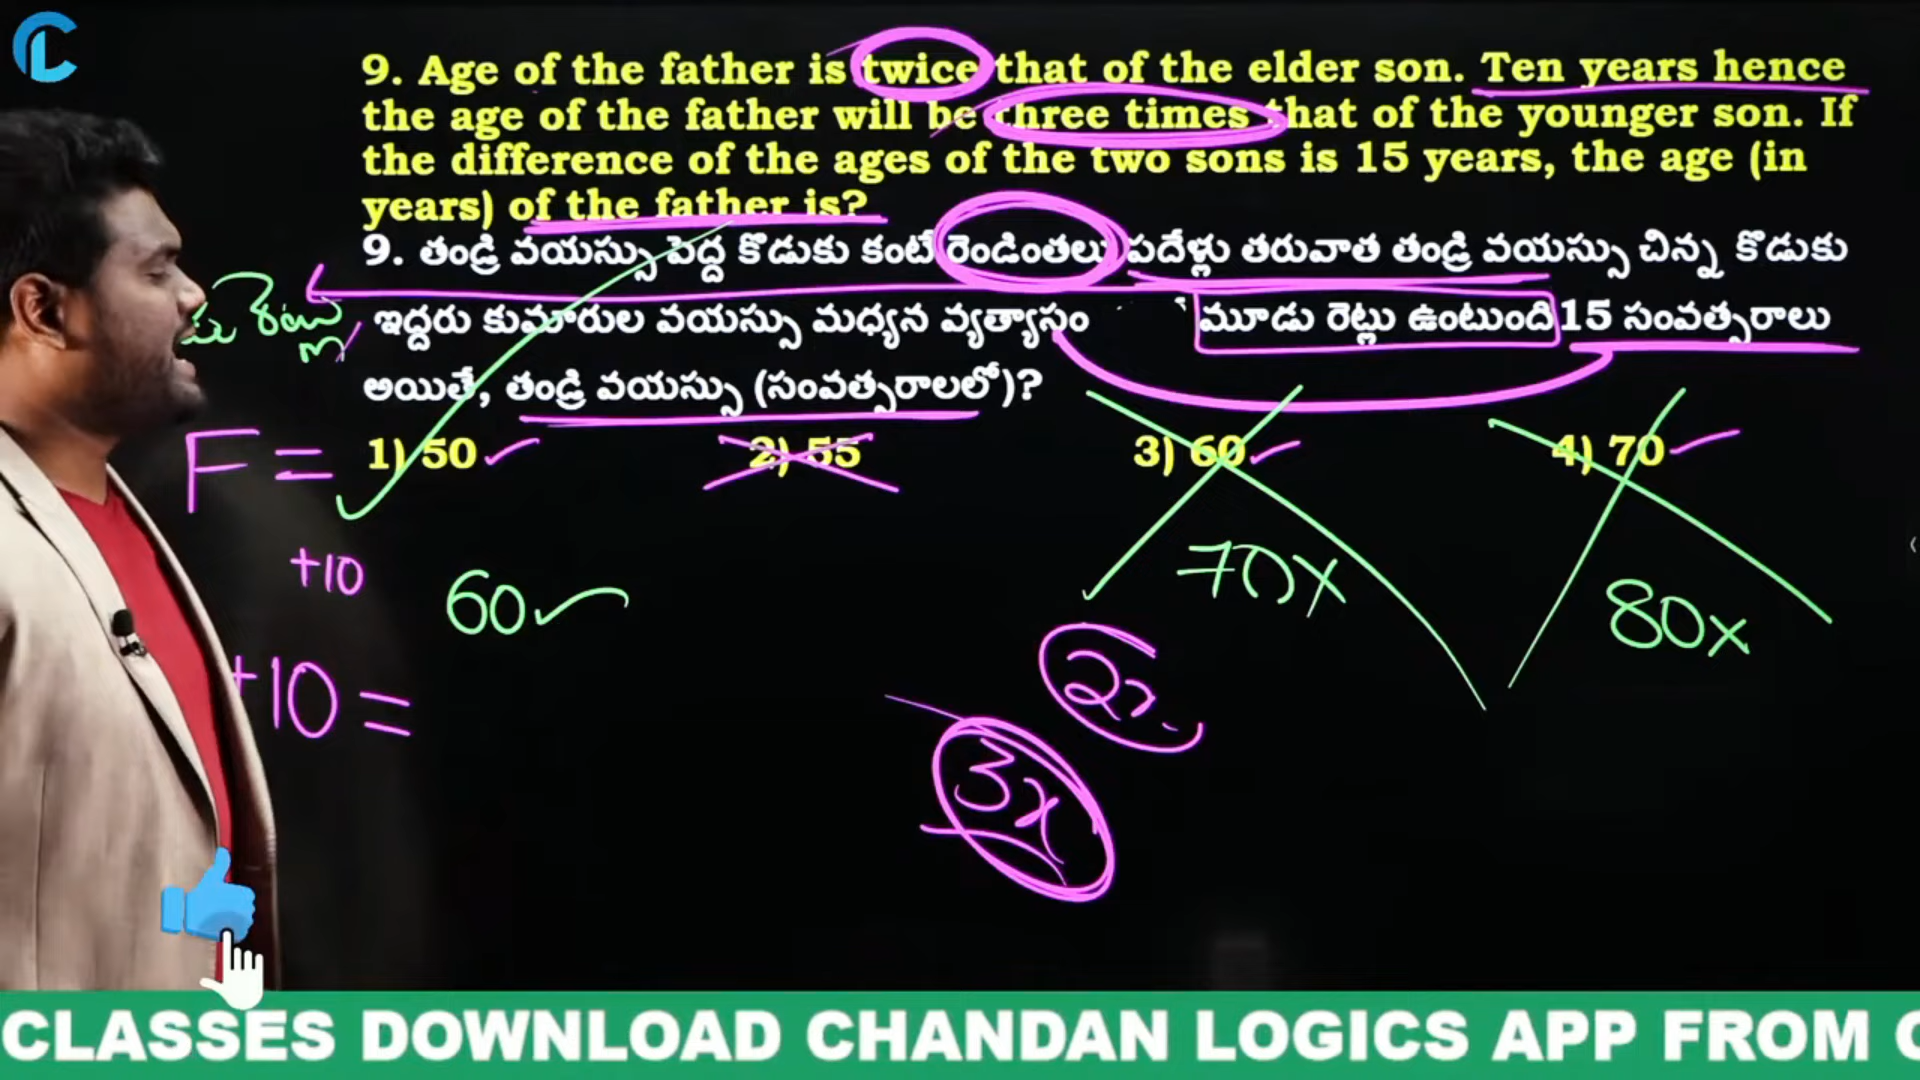 9. Age of the father is twice that of the elder son. Ten years hence
the age of the father will be three times that of the younger son. If
the difference of the ages of the two sons is 15 years, the age (in
years) of the father is?
9. తండ్రి వయస్సు పెద్ద కొడుకు కంటే రెండింతలు పదేళ్లు తరువాత తండ్రి వయస్సు చిన్న కొడుకు
ఇద్దరు కుమారుల వయస్సు మధ్యన వ్యత్యాసం మూడు రెట్లు ఉంటుంది 15 సంవత్సరాలు
అయితే, తండ్రి వయస్సు (సంవత్సరాలలో)?
F = 1) 50 2) 55 3) 60 4) 70
+10 60 70x 80x
+10 =
3x
CLASSES DOWNLOAD CHANDAN LOGICS APP FROM